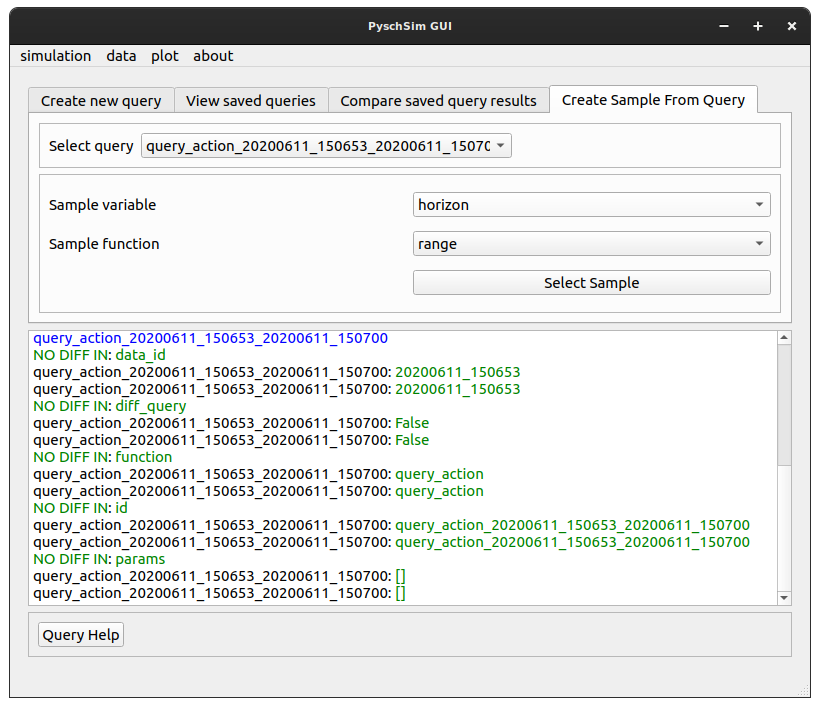 PyschSim GUI
simulation data plot about
Create new query View saved queries Compare saved query results Create Sample From Query
Select query query_action_20200611_150653_20200611_15070
Sample variable horizon
Sample function range
Select Sample
query_action_20200611_150653_20200611_150700
NO DIFF IN: data_id
query_action_20200611_150653_20200611_150700: 20200611_150653
query_action_20200611_150653_20200611_150700: 20200611_150653
NO DIFF IN: diff_query
query_action_20200611_150653_20200611_150700: False
query_action_20200611_150653_20200611_150700: False
NO DIFF IN: function
query_action_20200611_150653_20200611_150700: query_action
query_action_20200611_150653_20200611_150700: query_action
NO DIFF IN: id
query_action_20200611_150653_20200611_150700: query_action_20200611_150653_20200611_150700
query_action_20200611_150653_20200611_150700: query_action_20200611_150653_20200611_150700
NO DIFF IN: params
query_action_20200611_150653_20200611_150700: []
query_action_20200611_150653_20200611_150700: []
Query Help